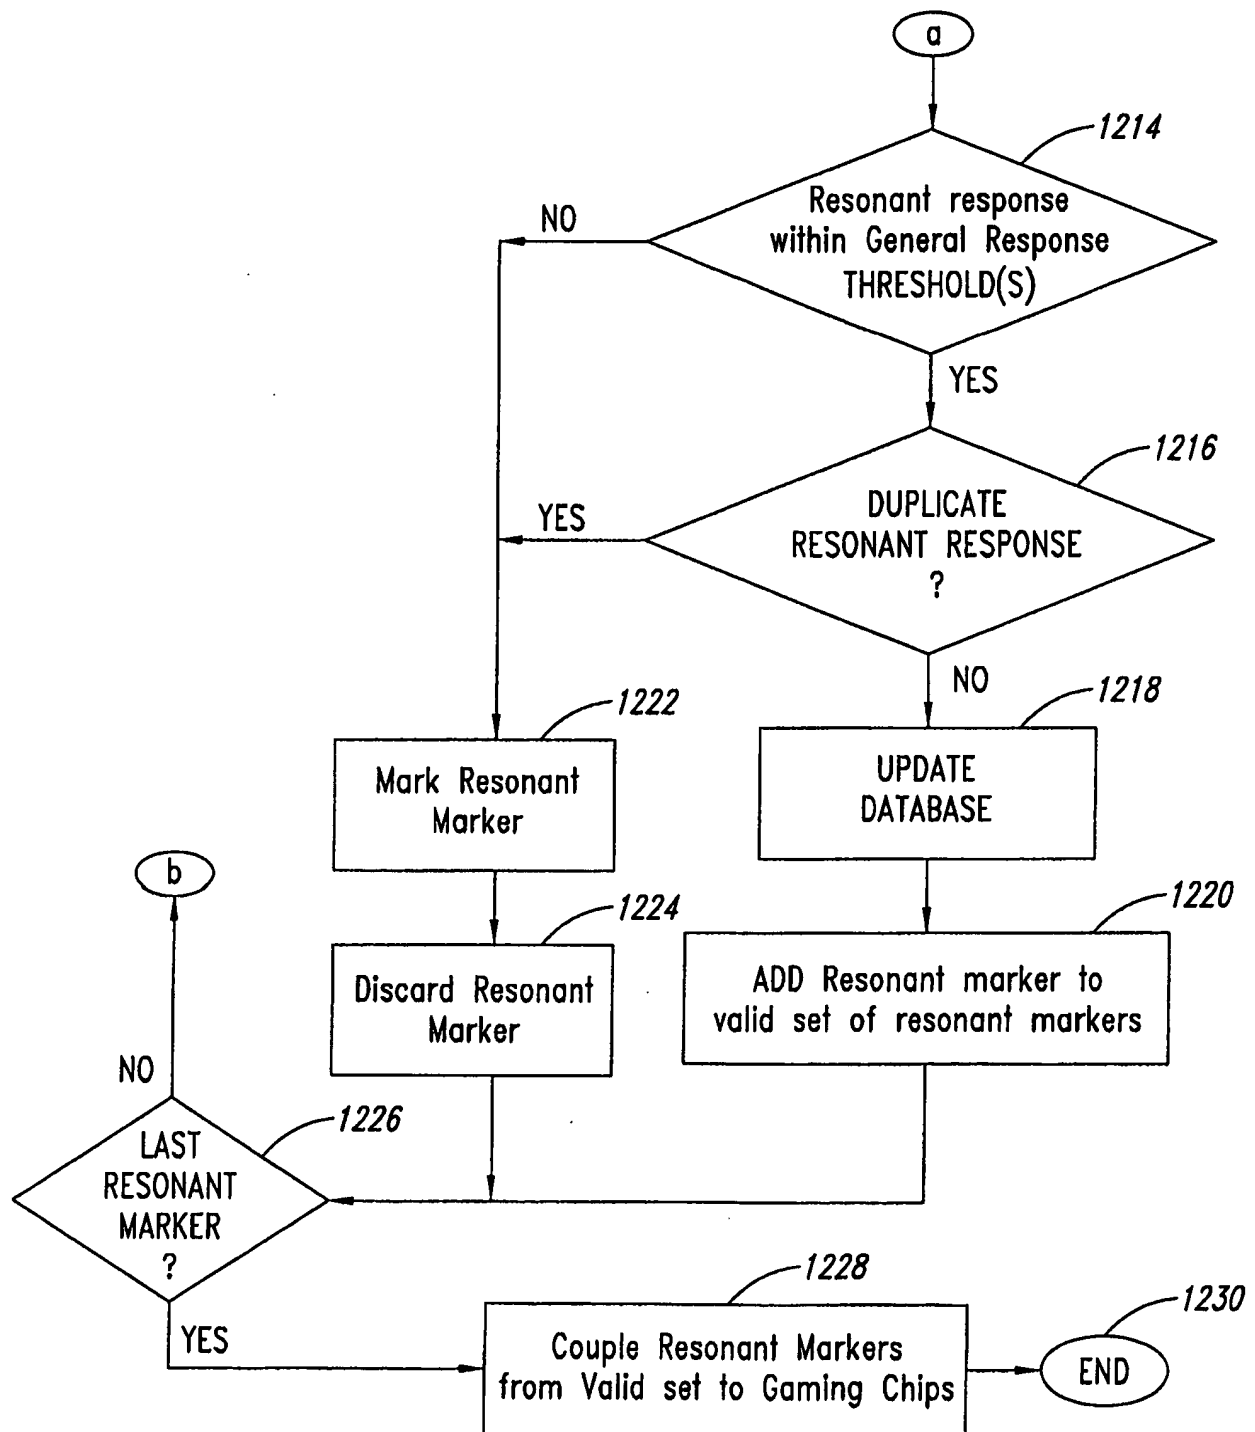 a
1214
Resonant response
within General Response
THRESHOLD(S)
NO
YES
1216
DUPLICATE
RESONANT RESPONSE
?
YES
NO
1218
UPDATE
DATABASE
1222
Mark Resonant
Marker
b
1220
ADD Resonant marker to
valid set of resonant markers
1224
Discard Resonant
Marker
NO
1226
LAST
RESONANT
MARKER
?
YES
1228
Couple Resonant Markers
from Valid set to Gaming Chips
1230
END